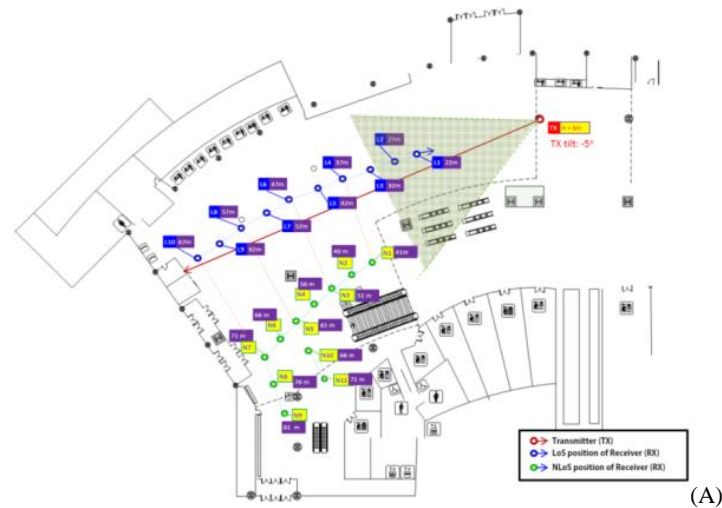 L2 27m
TX
TX tilt: -5°
L4 37m
L1 22m
L6 47m
L3 32m
L5 42m
L8 57m
L7 52m
L10 67m
L9 62m
46 m
N1 41m
N2
56 m
N4
N3 51 m
66 m
N6
N5 61 m
71 m
N7
N10 66 m
N8
76 m
N11 71 m
N9
81 m
Transmitter (TX)
LoS position of Receiver (RX)
NLoS position of Receiver (RX)
(A)